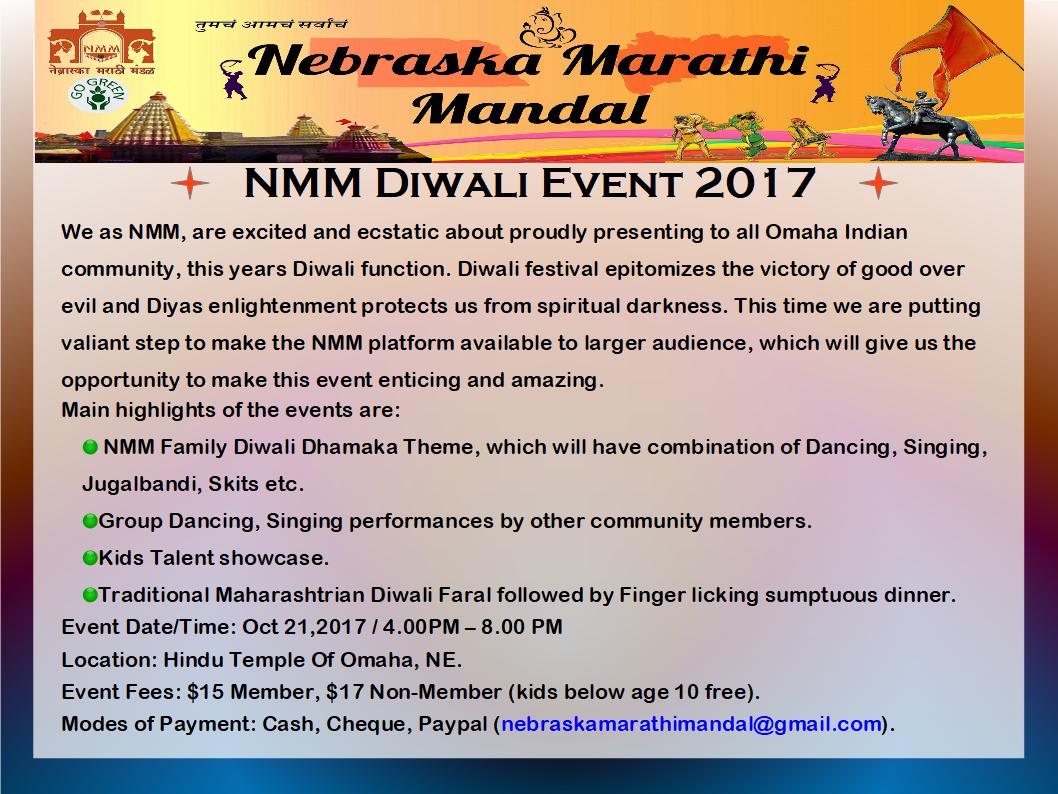 तुमचं आमचं सर्वांचं
NMM
नेब्रास्का मराठी मंडळ
GO GREEN
Nebraska Marathi
Mandal
NMM DIWALI EVENT 2017
We as NMM, are excited and ecstatic about proudly presenting to all Omaha Indian
community, this years Diwali function. Diwali festival epitomizes the victory of good over
evil and Diyas enlightenment protects us from spiritual darkness. This time we are putting
valiant step to make the NMM platform available to larger audience, which will give us the
opportunity to make this event enticing and amazing.
Main highlights of the events are:
NMM Family Diwali Dhamaka Theme, which will have combination of Dancing, Singing,
Jugalbandi, Skits etc.
Group Dancing, Singing performances by other community members.
Kids Talent showcase.
Traditional Maharashtrian Diwali Faral followed by Finger licking sumptuous dinner.
Event Date/Time: Oct 21,2017 / 4.00PM – 8.00 PM
Location: Hindu Temple Of Omaha, NE.
Event Fees: $15 Member, $17 Non-Member (kids below age 10 free).
Modes of Payment: Cash, Cheque, Paypal (nebraskamarathimandal@gmail.com).